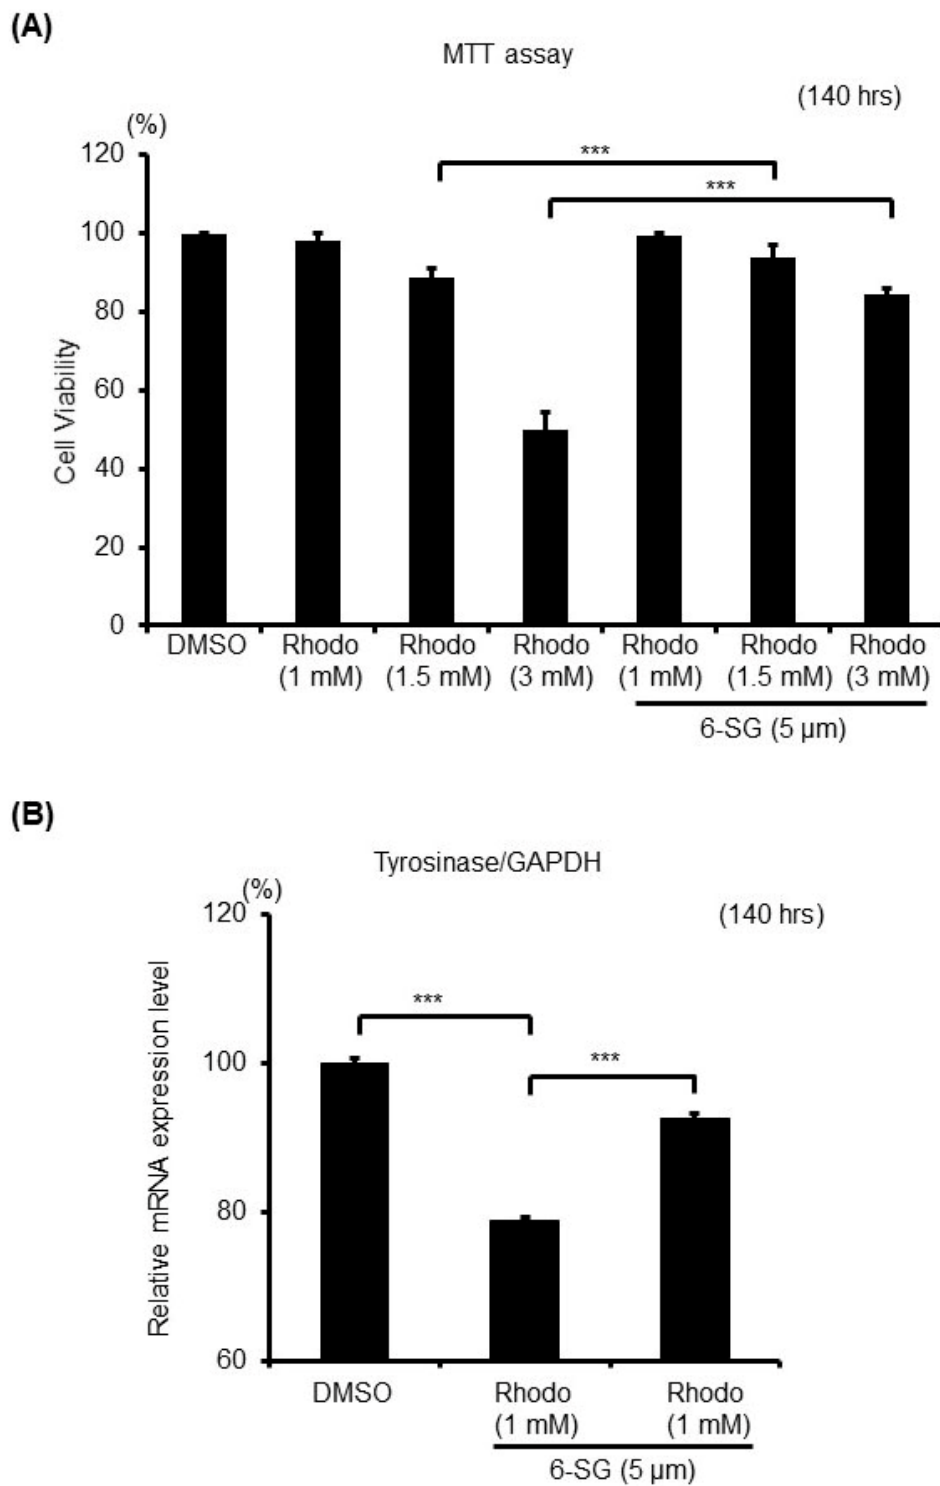 (A)
MTT assay
(140 hrs)
(%)
120
***
***
100
80
60
40
20
0
Cell Viability
DMSO Rhodo Rhodo Rhodo Rhodo Rhodo Rhodo
(1 mM) (1.5 mM) (3 mM) (1 mM) (1.5 mM) (3 mM)
6-SG (5 µm)
(B)
Tyrosinase/GAPDH
(%)
120
(140 hrs)
***
***
100
80
60
Relative mRNA expression level
DMSO Rhodo Rhodo
(1 mM) (1 mM)
6-SG (5 µm)